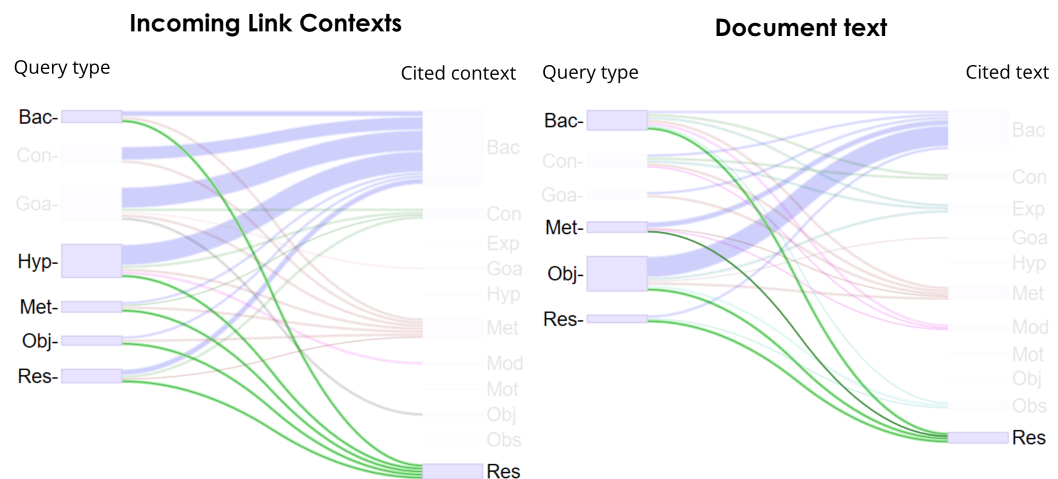 Incoming Link Contexts
Query type
Cited context
Bac-
Con-
Goa-
Hyp-
Met-
Obj-
Res-
Bac
Con
Exp
Goa
Hyp
Met
Mod
Mot
Obj
Obs
Res
Document text
Query type
Cited text
Bac-
Con-
Goa-
Met-
Obj-
Res-
Bac
Con
Exp
Goa
Hyp
Met
Mod
Mot
Obj
Obs
Res